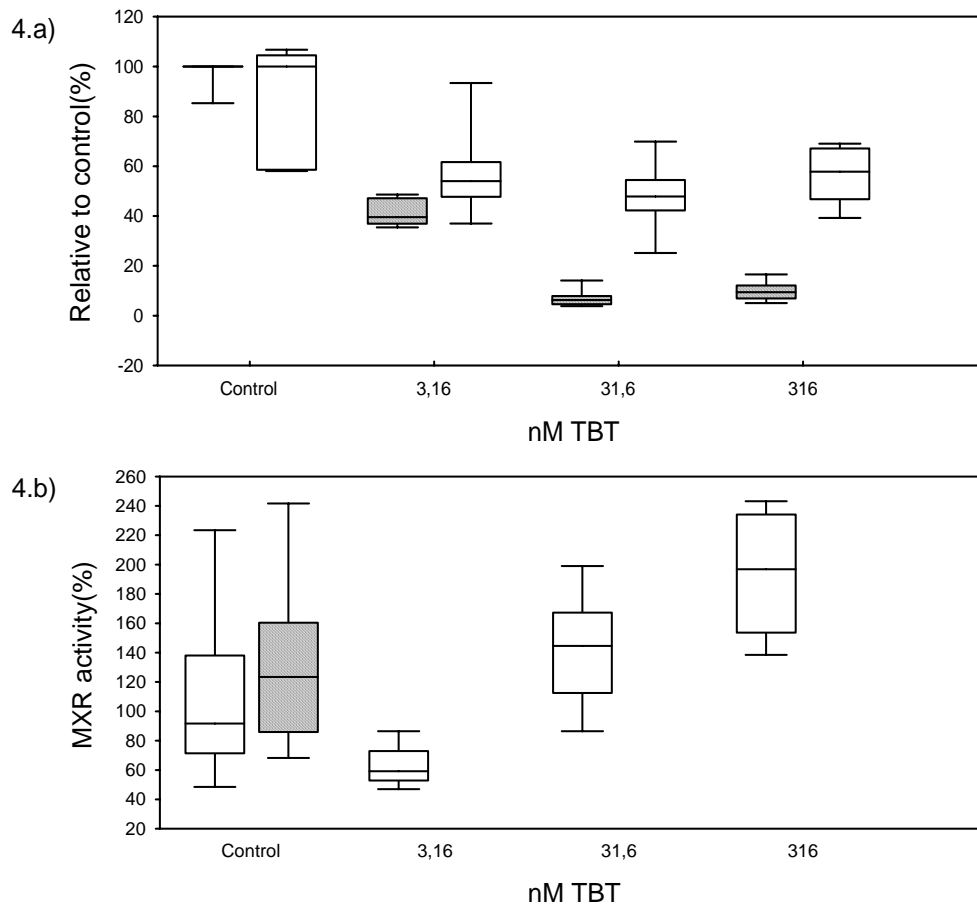 4.a)
Relative to control(%)
120
100
80
60
40
20
0
-20
Control 3,16 31,6 316
nM TBT
4.b)
MXR activity(%)
260
240
220
200
180
160
140
120
100
80
60
40
20
Control 3,16 31,6 316
nM TBT